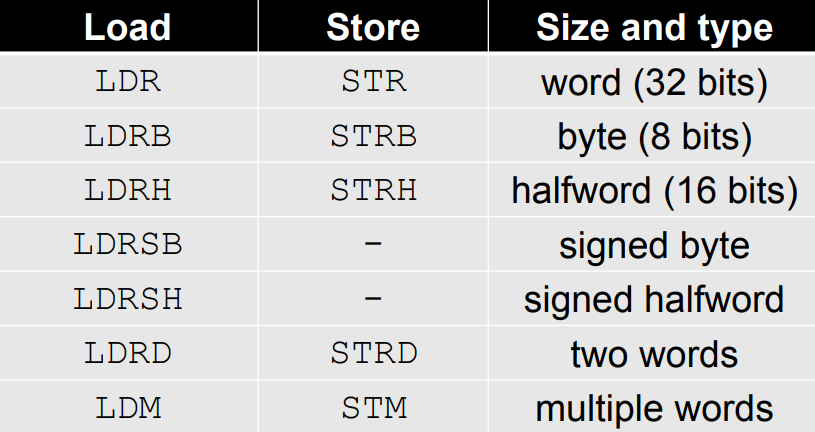 Load Store Size and type
LDR STR word (32 bits)
LDRB STRB byte (8 bits)
LDRH STRH halfword (16 bits)
LDRSB - signed byte
LDRSH - signed halfword
LDRD STRD two words
LDM STM multiple words